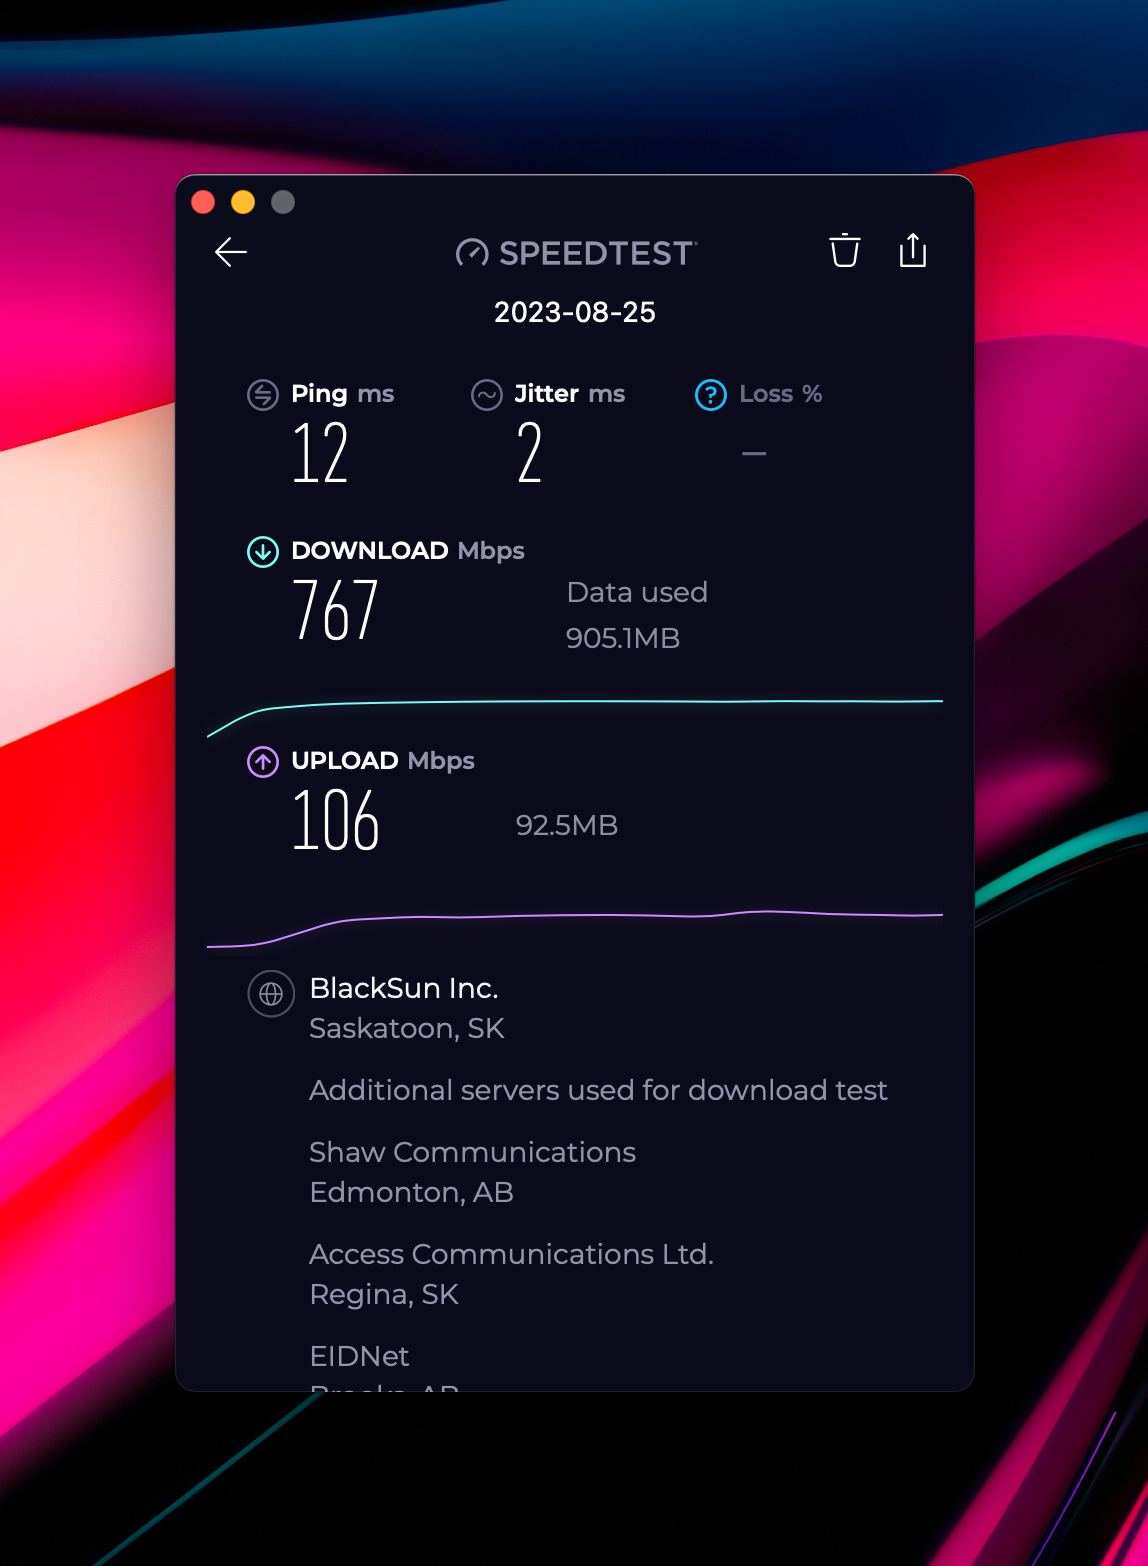 SPEEDTEST
2023-08-25
Ping ms
Jitter ms
Loss %
12
2
–
DOWNLOAD Mbps
767
Data used
905.1MB
UPLOAD Mbps
106
92.5MB
BlackSun Inc.
Saskatoon, SK
Additional servers used for download test
Shaw Communications
Edmonton, AB
Access Communications Ltd.
Regina, SK
EIDNet
Brooks, AB